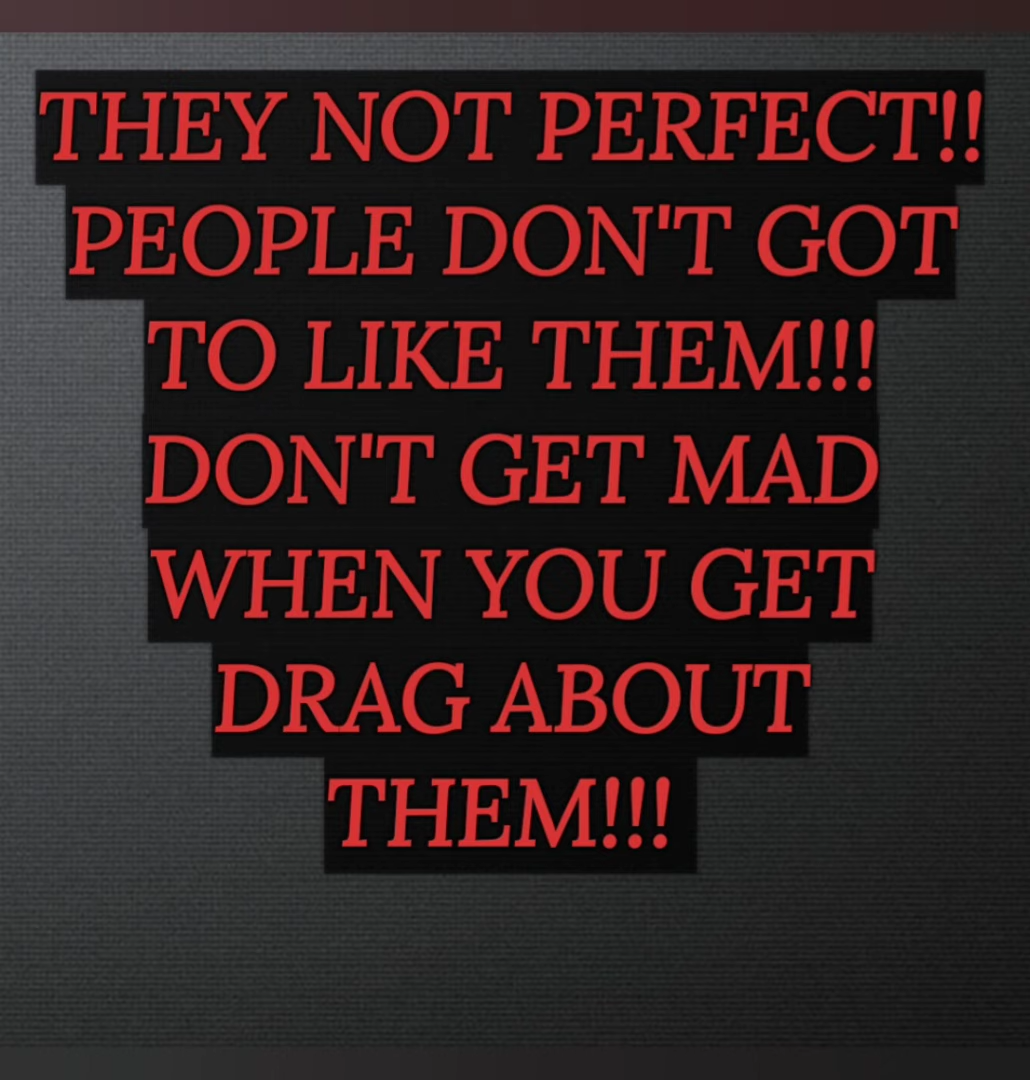 THEY NOT PERFECT!!
PEOPLE DON'T GOT
TO LIKE THEM!!!
DON'T GET MAD
WHEN YOU GET
DRAG ABOUT
THEM!!!